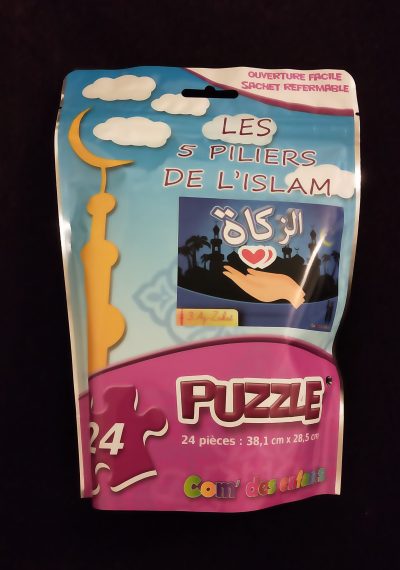 OUVERTURE FACILE
SACHET REFERMABLE
LES
5 PILIERS
DE L'ISLAM
الزكاة
PUZZLE
24
24 pièces : 38,1 cm x 28,5 cm
Com' des enfants